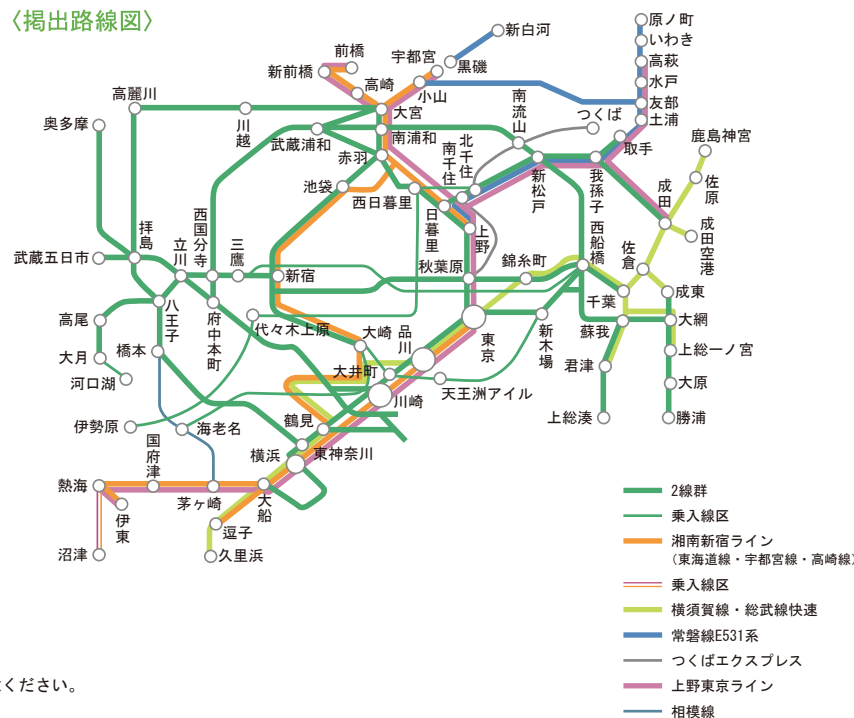 〈掲出路線図〉
新白河
原ノ町
いわき
高萩
水戸
友部
土浦
取手
前橋
宇都宮
黒磯
新前橋
高崎
小山
高麗川
大宮
川越
奥多摩
武蔵浦和
南浦和
赤羽
南流山
つくば
北千住
南千住
鹿島神宮
池袋
西日暮里
日暮里
新松戸
我孫子
成田
佐原
成田空港
上野
西船橋
拝島
西国分寺
立川
三鷹
武蔵五日市
新宿
秋葉原
錦糸町
佐倉
千葉
成東
八王子
高尾
府中本町
代々木上原
大崎
品川
東京
新木場
蘇我
大網
橋本
大月
河口湖
大井町
天王洲アイル
君津
上総一ノ宮
大原
川崎
伊勢原
海老名
鶴見
上総湊
勝浦
国府津
横浜
東神奈川
熱海
伊東
茅ヶ崎
大船
逗子
沼津
久里浜
2線群
乗入線区
湘南新宿ライン
（東海道線・宇都宮線・高崎線）
乗入線区
横須賀線・総武線快速
常磐線E531系
つくばエクスプレス
上野東京ライン
相模線
ください。